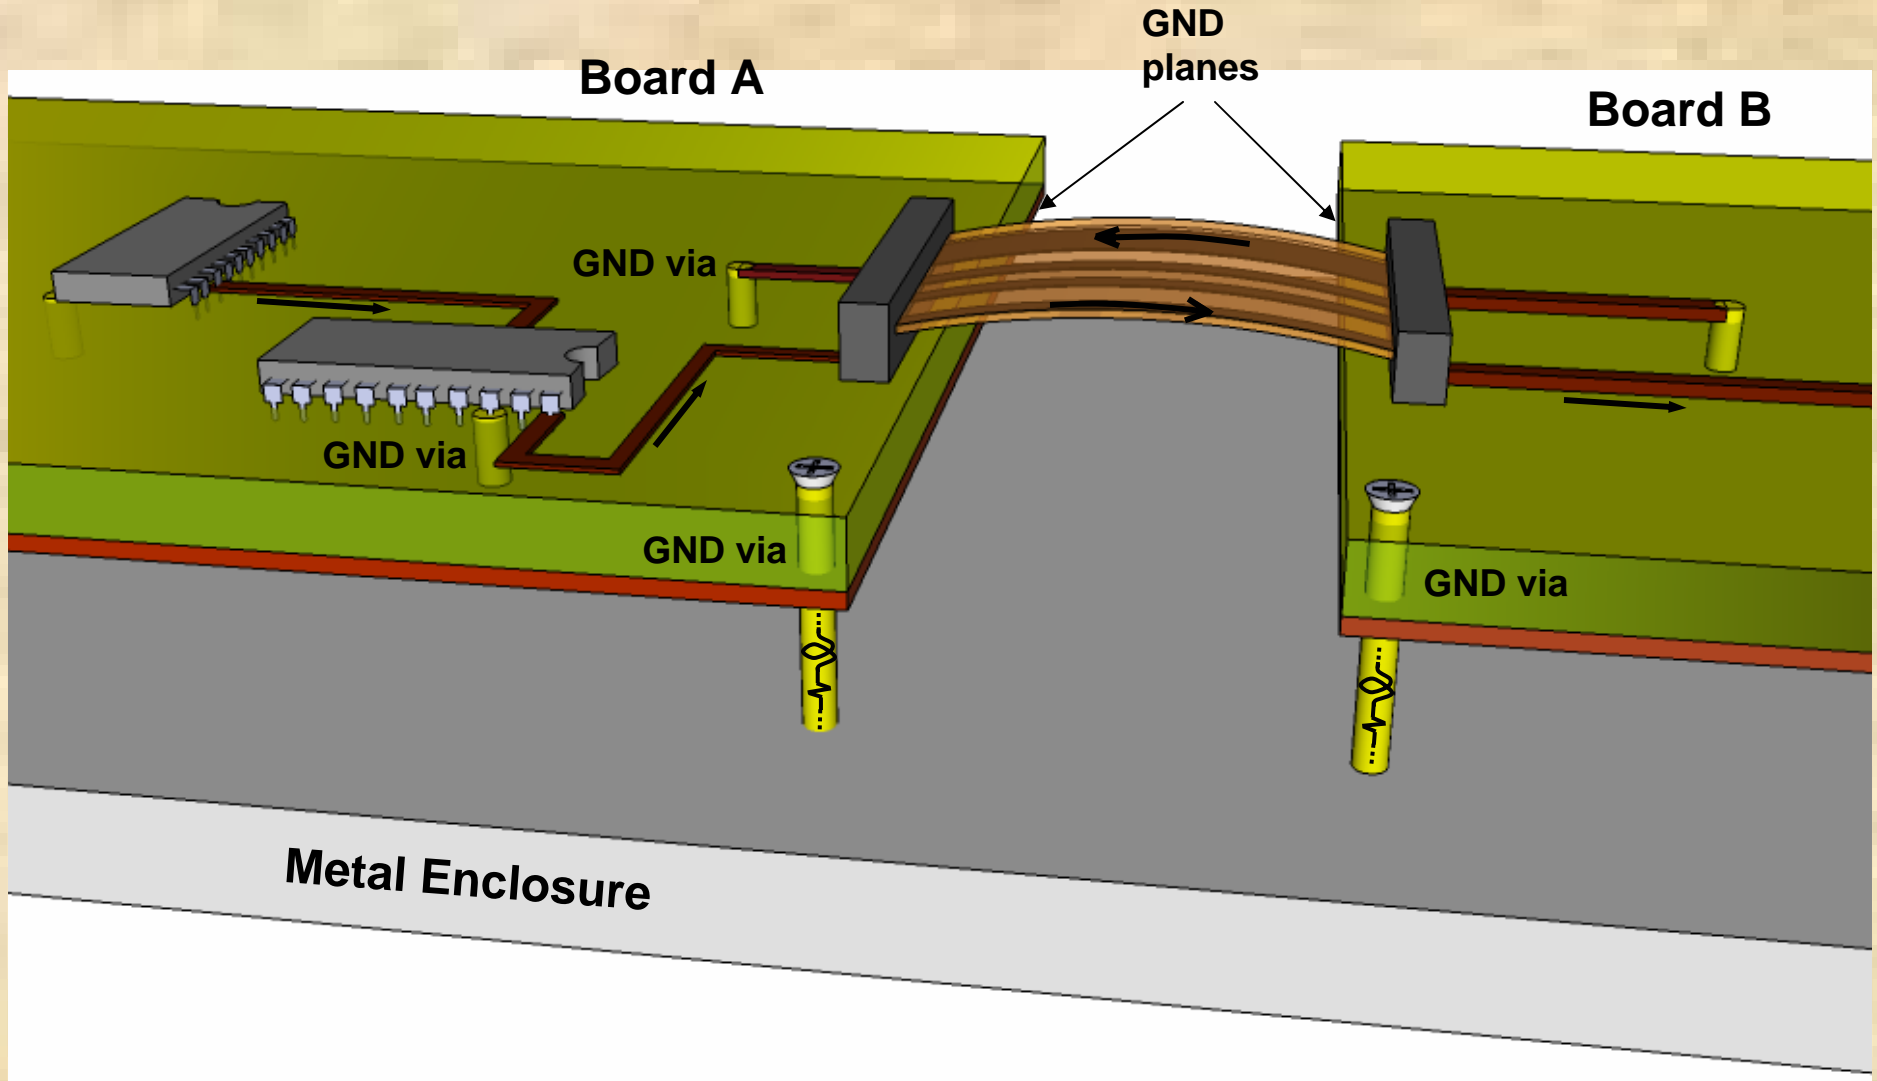 GND
planes
Board A
Board B
GND via
GND via
GND via
GND via
Metal Enclosure